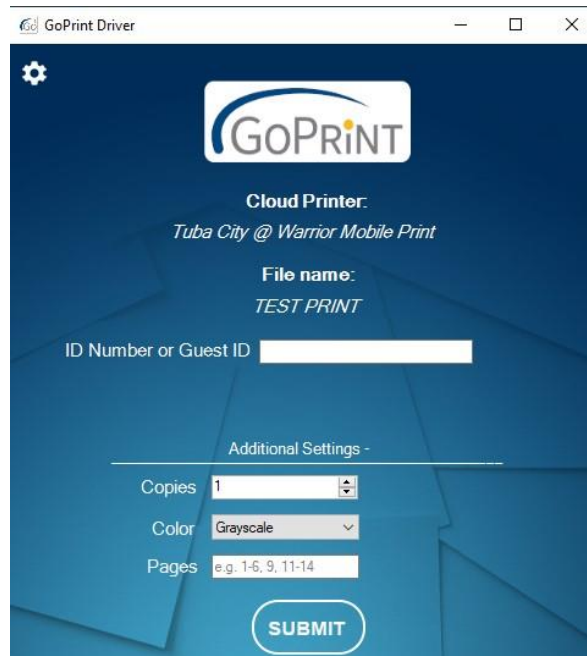 Go GoPrint Driver
GOPRiNT
Cloud Printer:
Tuba City @ Warrior Mobile Print
File name:
TEST PRINT
ID Number or Guest ID
Additional Settings -
Copies 1
Color Grayscale
Pages e.g. 1-6, 9, 11-14
SUBMIT